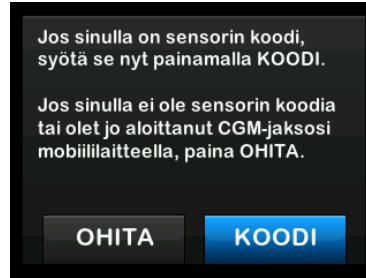 Jos sinulla on sensorin koodi,
syötä se nyt painamalla KOODI.
Jos sinulla ei ole sensorin koodia
tai olet jo aloittanut CGM-jaksosi
mobiililaitteella, paina OHITA.
OHITA KOODI